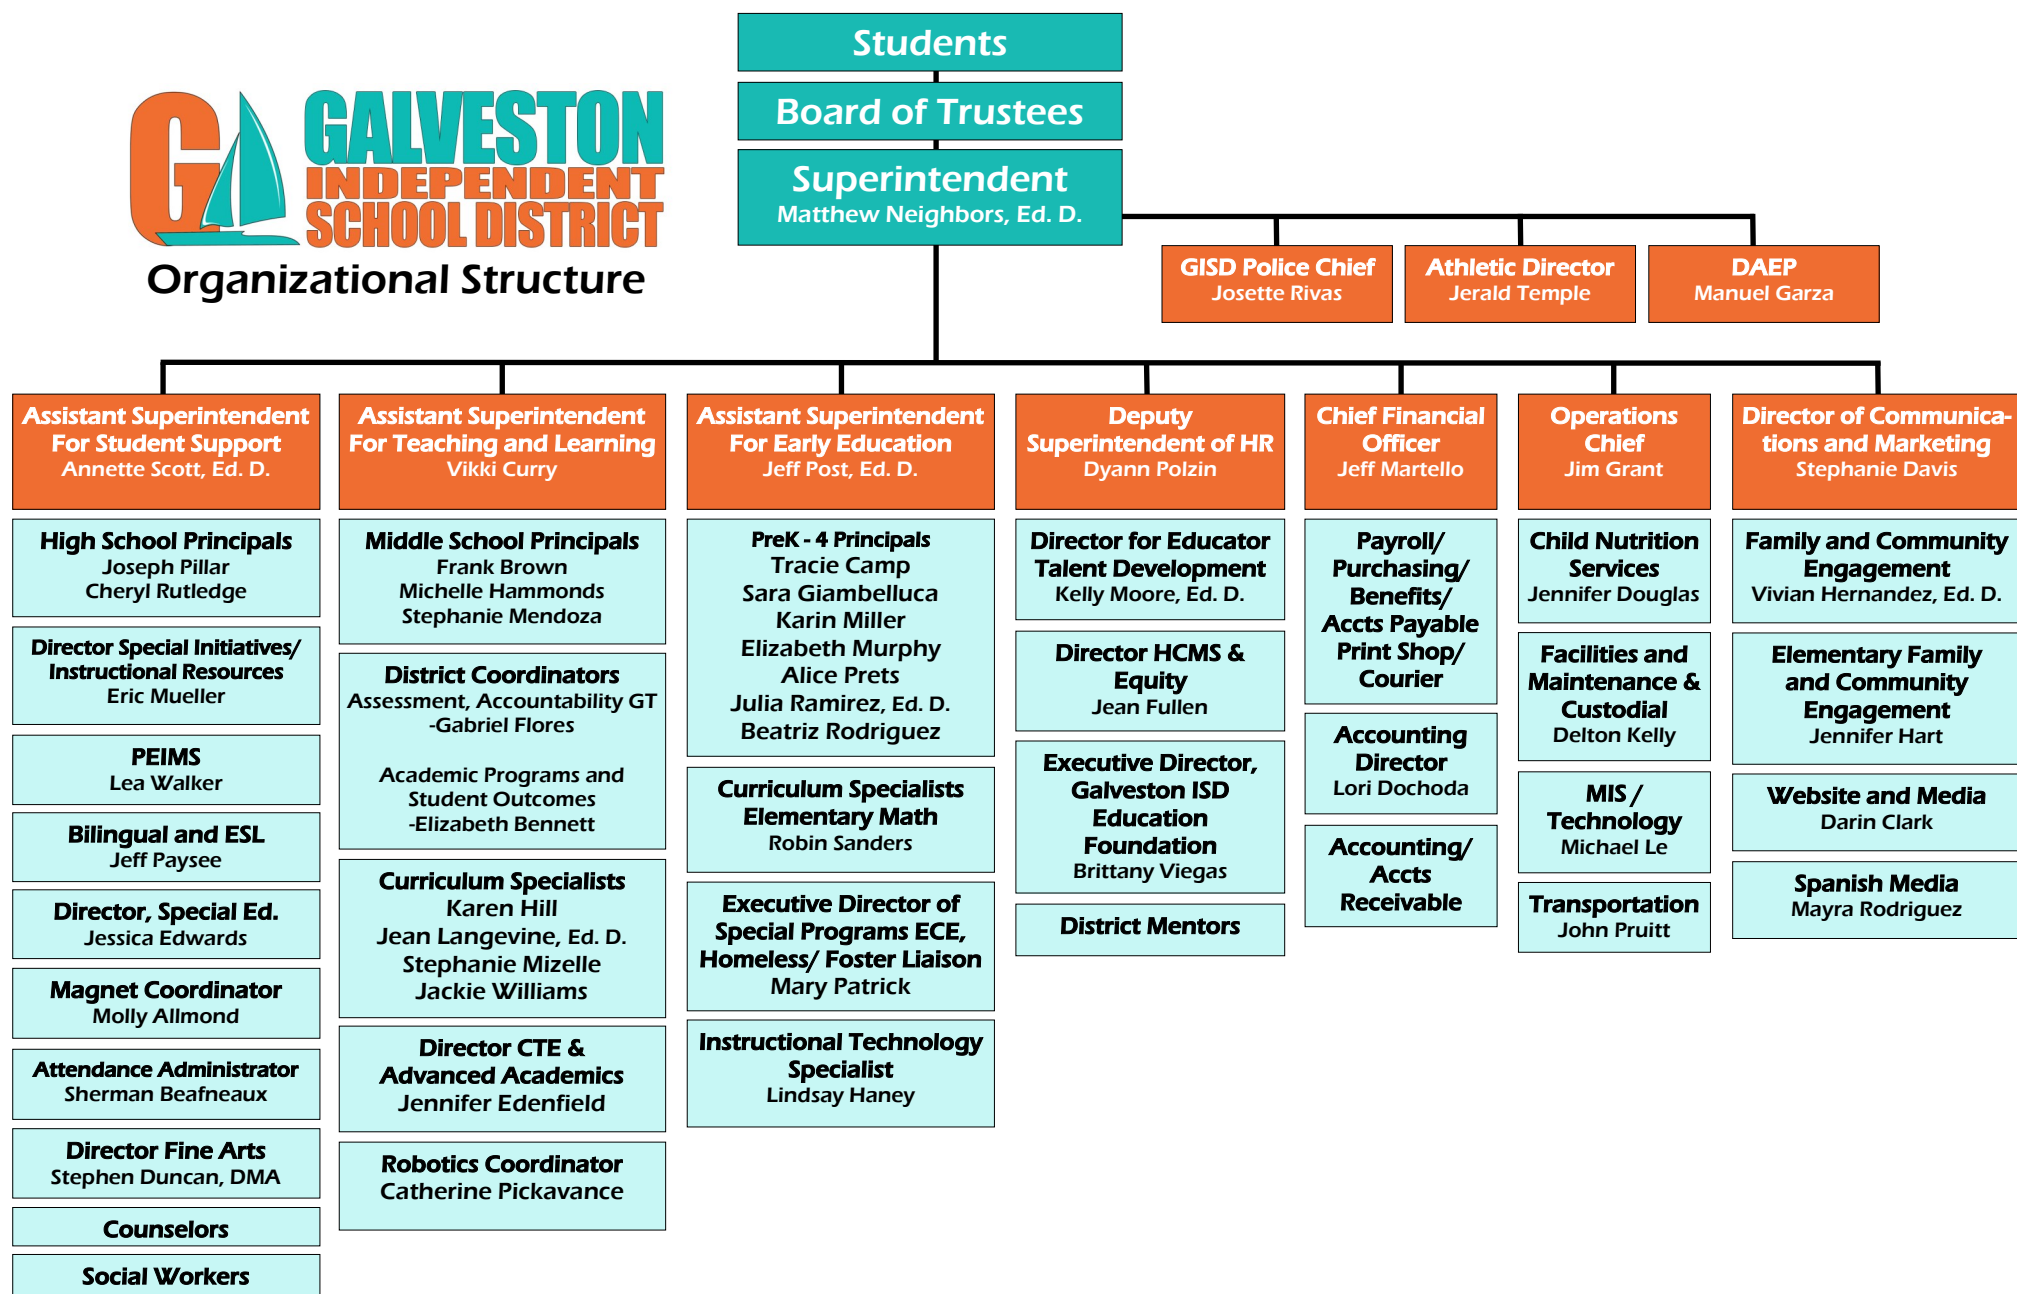 Students
Board of Trustees
Superintendent
Matthew Neighbors, Ed. D.
G
GALVESTON
INDEPENDENT
SCHOOL DISTRICT
Organizational Structure
GISD Police Chief
Josette Rivas
Athletic Director
Jerald Temple
DAEP
Manuel Garza
Assistant Superintendent
For Student Support
Annette Scott, Ed. D.
High School Principals
Joseph Pillar
Cheryl Rutledge
Director Special Initiatives/
Instructional Resources
Eric Mueller
PEIMS
Lea Walker
Bilingual and ESL
Jeff Paysee
Director, Special Ed.
Jessica Edwards
Magnet Coordinator
Molly Allmond
Attendance Administrator
Sherman Beafneaux
Director Fine Arts
Stephen Duncan, DMA
Counselors
Social Workers
Assistant Superintendent
For Teaching and Learning
Vikki Curry
Middle School Principals
Frank Brown
Michelle Hammonds
Stephanie Mendoza
District Coordinators
Assessment, Accountability GT
-Gabriel Flores
Academic Programs and
Student Outcomes
-Elizabeth Bennett
Curriculum Specialists
Karen Hill
Jean Langevine, Ed. D.
Stephanie Mizelle
Jackie Williams
Director CTE &
Advanced Academics
Jennifer Edenfield
Robotics Coordinator
Catherine Pickavance
Assistant Superintendent
For Early Education
Jeff Post, Ed. D.
PreK - 4 Principals
Tracie Camp
Sara Giambelluca
Karin Miller
Elizabeth Murphy
Alice Prets
Julia Ramirez, Ed. D.
Beatriz Rodriguez
Curriculum Specialists
Elementary Math
Robin Sanders
Executive Director of
Special Programs ECE,
Homeless/ Foster Liaison
Mary Patrick
Instructional Technology
Specialist
Lindsay Haney
Deputy
Superintendent of HR
Dyann Polzin
Director for Educator
Talent Development
Kelly Moore, Ed. D.
Director HCMS &
Equity
Jean Fullen
Executive Director,
Galveston ISD
Education
Foundation
Brittany Viegas
District Mentors
Chief Financial
Officer
Jeff Martello
Payroll/
Purchasing/
Benefits/
Accts Payable
Print Shop/
Courier
Accounting
Director
Lori Dochoda
Accounting/
Accts
Receivable
Operations
Chief
Jim Grant
Child Nutrition
Services
Jennifer Douglas
Facilities and
Maintenance &
Custodial
Delton Kelly
MIS /
Technology
Michael Le
Transportation
John Pruitt
Director of Communica-
tions and Marketing
Stephanie Davis
Family and Community
Engagement
Vivian Hernandez, Ed. D.
Elementary Family
and Community
Engagement
Jennifer Hart
Website and Media
Darin Clark
Spanish Media
Mayra Rodriguez